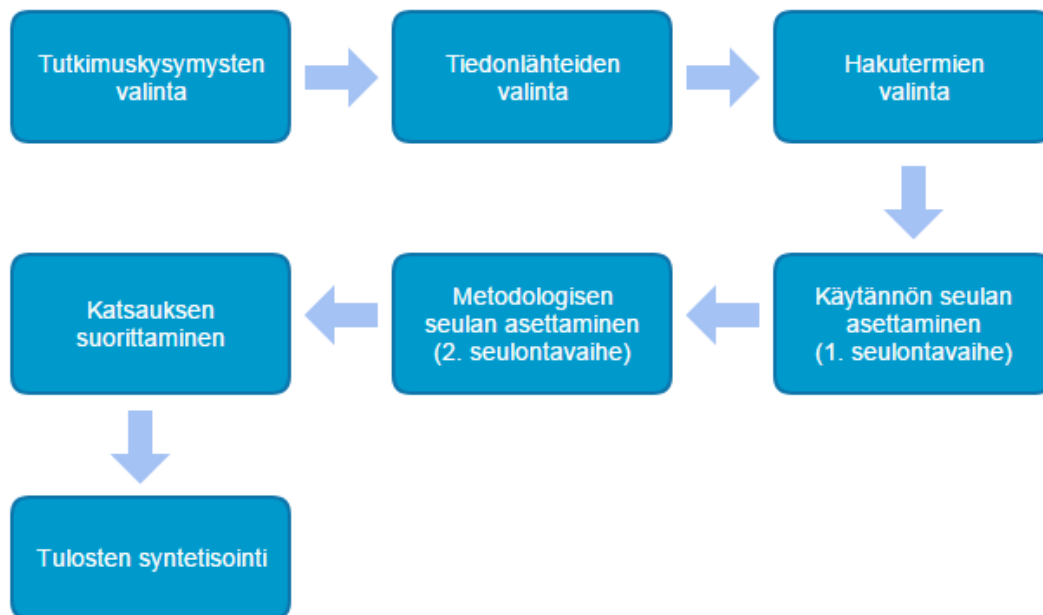 Tutkimuskysymysten
valinta
Tiedonlähteiden
valinta
Hakutermien
valinta
Käytännön seulan
asettaminen
(1. seulontavaihe)
Metodologisen
seulan asettaminen
(2. seulontavaihe)
Katsauksen
suorittaminen
Tulosten syntetisointi